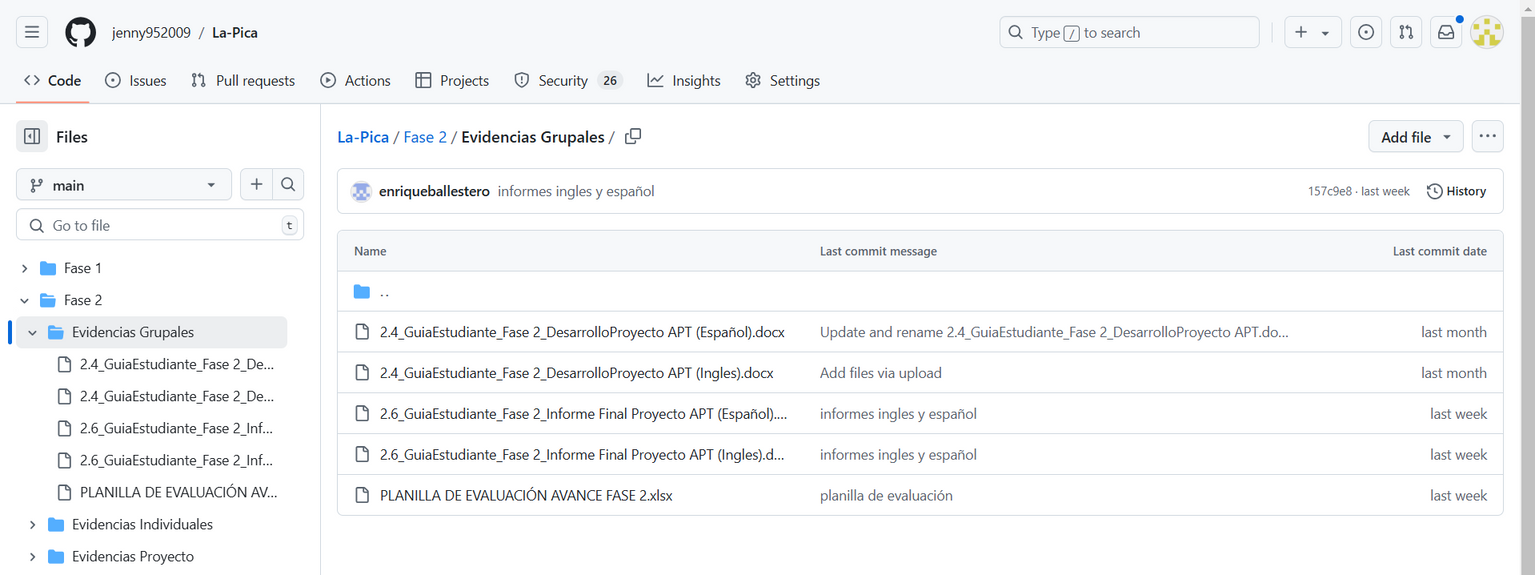 jenny952009 / La-Pica
Type / to search
Code Issues Pull requests Actions Projects Security 26 Insights Settings
Files
main
Go to file t
Fase 1
Fase 2
Evidencias Grupales
2.4_GuiaEstudiante_Fase 2_De...
2.4_GuiaEstudiante_Fase 2_De...
2.6_GuiaEstudiante_Fase 2_Inf...
2.6_GuiaEstudiante_Fase 2_Inf...
PLANILLA DE EVALUACIÓN AV...
Evidencias Individuales
Evidencias Proyecto
La-Pica / Fase 2 / Evidencias Grupales /
Add file
enriqueballestero informes ingles y español 157c9e8 · last week History
Name Last commit message Last commit date
..
2.4_GuiaEstudiante_Fase 2_DesarrolloProyecto APT (Español).docx Update and rename 2.4_GuiaEstudiante_Fase 2_DesarrolloProyecto APT.do... last month
2.4_GuiaEstudiante_Fase 2_DesarrolloProyecto APT (Ingles).docx Add files via upload last month
2.6_GuiaEstudiante_Fase 2_Informe Final Proyecto APT (Español).... informes ingles y español last week
2.6_GuiaEstudiante_Fase 2_Informe Final Proyecto APT (Ingles).d... informes ingles y español last week
PLANILLA DE EVALUACIÓN AVANCE FASE 2.xlsx planilla de evaluación last week